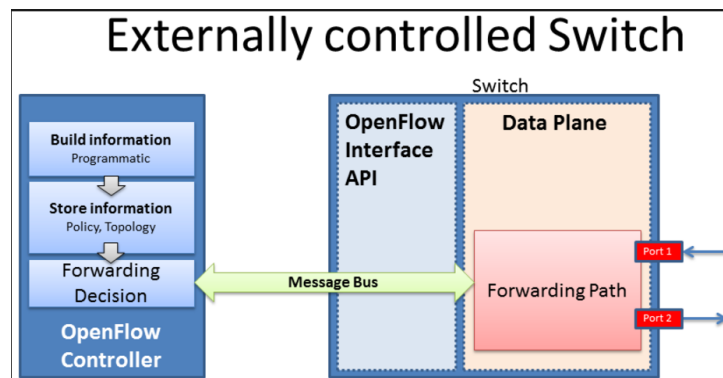 Externally controlled Switch
Switch
Build information
Programmatic
Store information
Policy, Topology
Forwarding
Decision
OpenFlow
Controller
Message Bus
OpenFlow
Interface
API
Data Plane
Forwarding Path
Port 1
Port 2